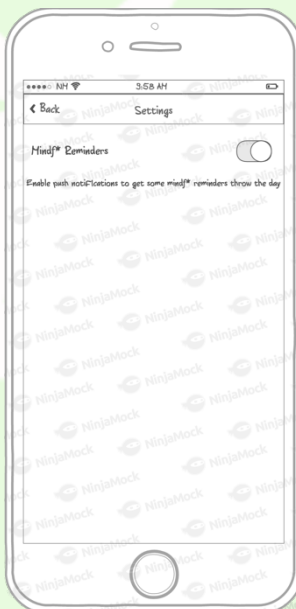 NM 3:58 AM
Back Settings
Mindf* Reminders
Enable push notifications to get some mindf* reminders throw the day
NinjaMock